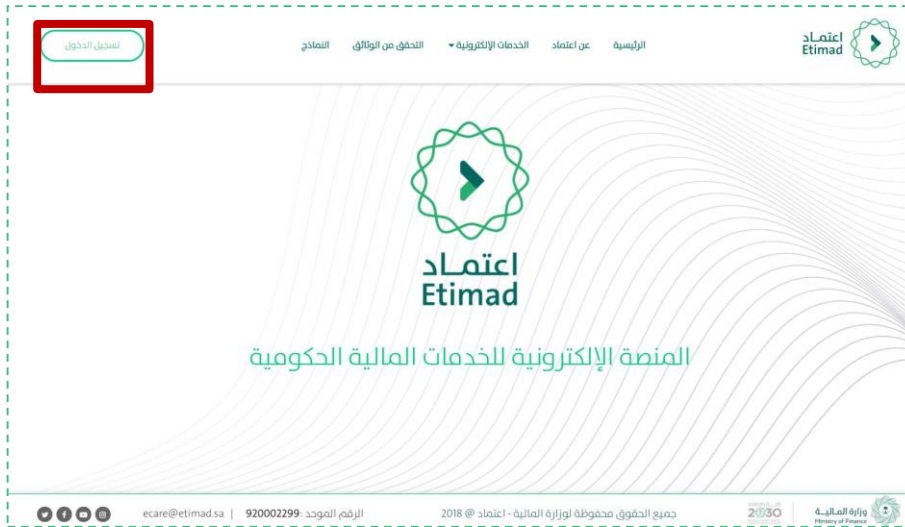 اعتماد
Etimad
الرئيسية
عن اعتماد
الخدمات الإلكترونية
التحقق من الوثائق
النماذج
تسجيل الدخول
اعتماد
Etimad
المنصة الإلكترونية للخدمات المالية الحكومية
وزارة المالية
Ministry of Finance
2030
جميع الحقوق محفوظة لوزارة المالية - اعتماد @ 2018
الرقم الموحد :920002299 | ecare@etimad.sa